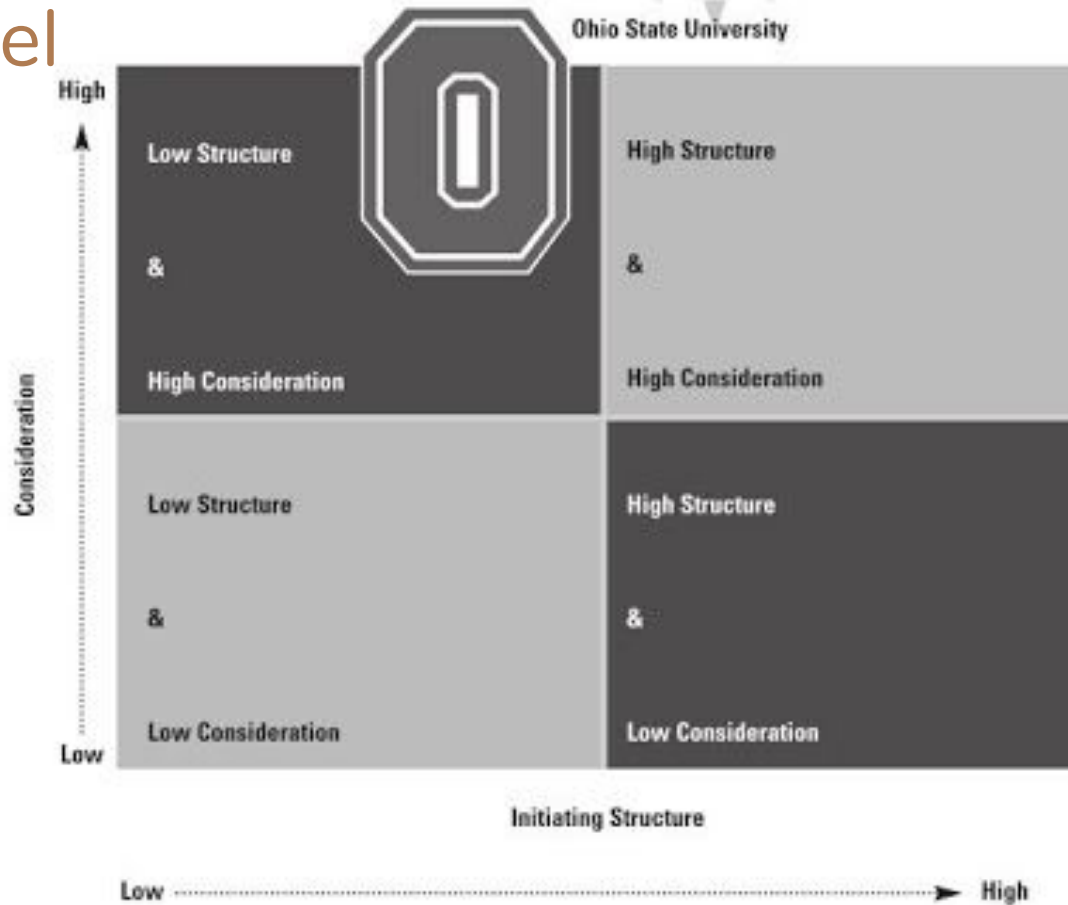 el
Ohio State University
High
Low Structure
&
High Consideration
High Structure
&
High Consideration
Consideration
Low Structure
&
Low Consideration
High Structure
&
Low Consideration
Low
Initiating Structure
Low
High